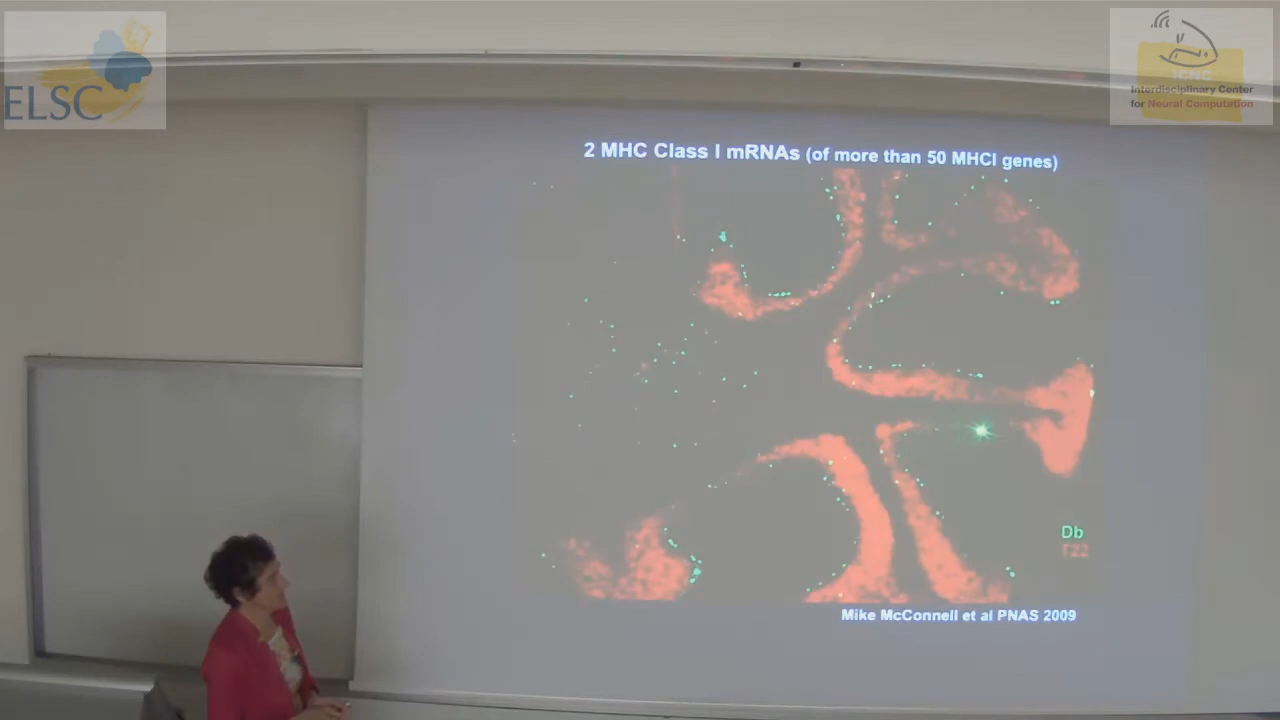 ELSC
ICNC
Interdisciplinary Center
for Neural Computation
2 MHC Class I mRNAs (of more than 50 MHCI genes)
Db
T22
Mike McConnell et al PNAS 2009